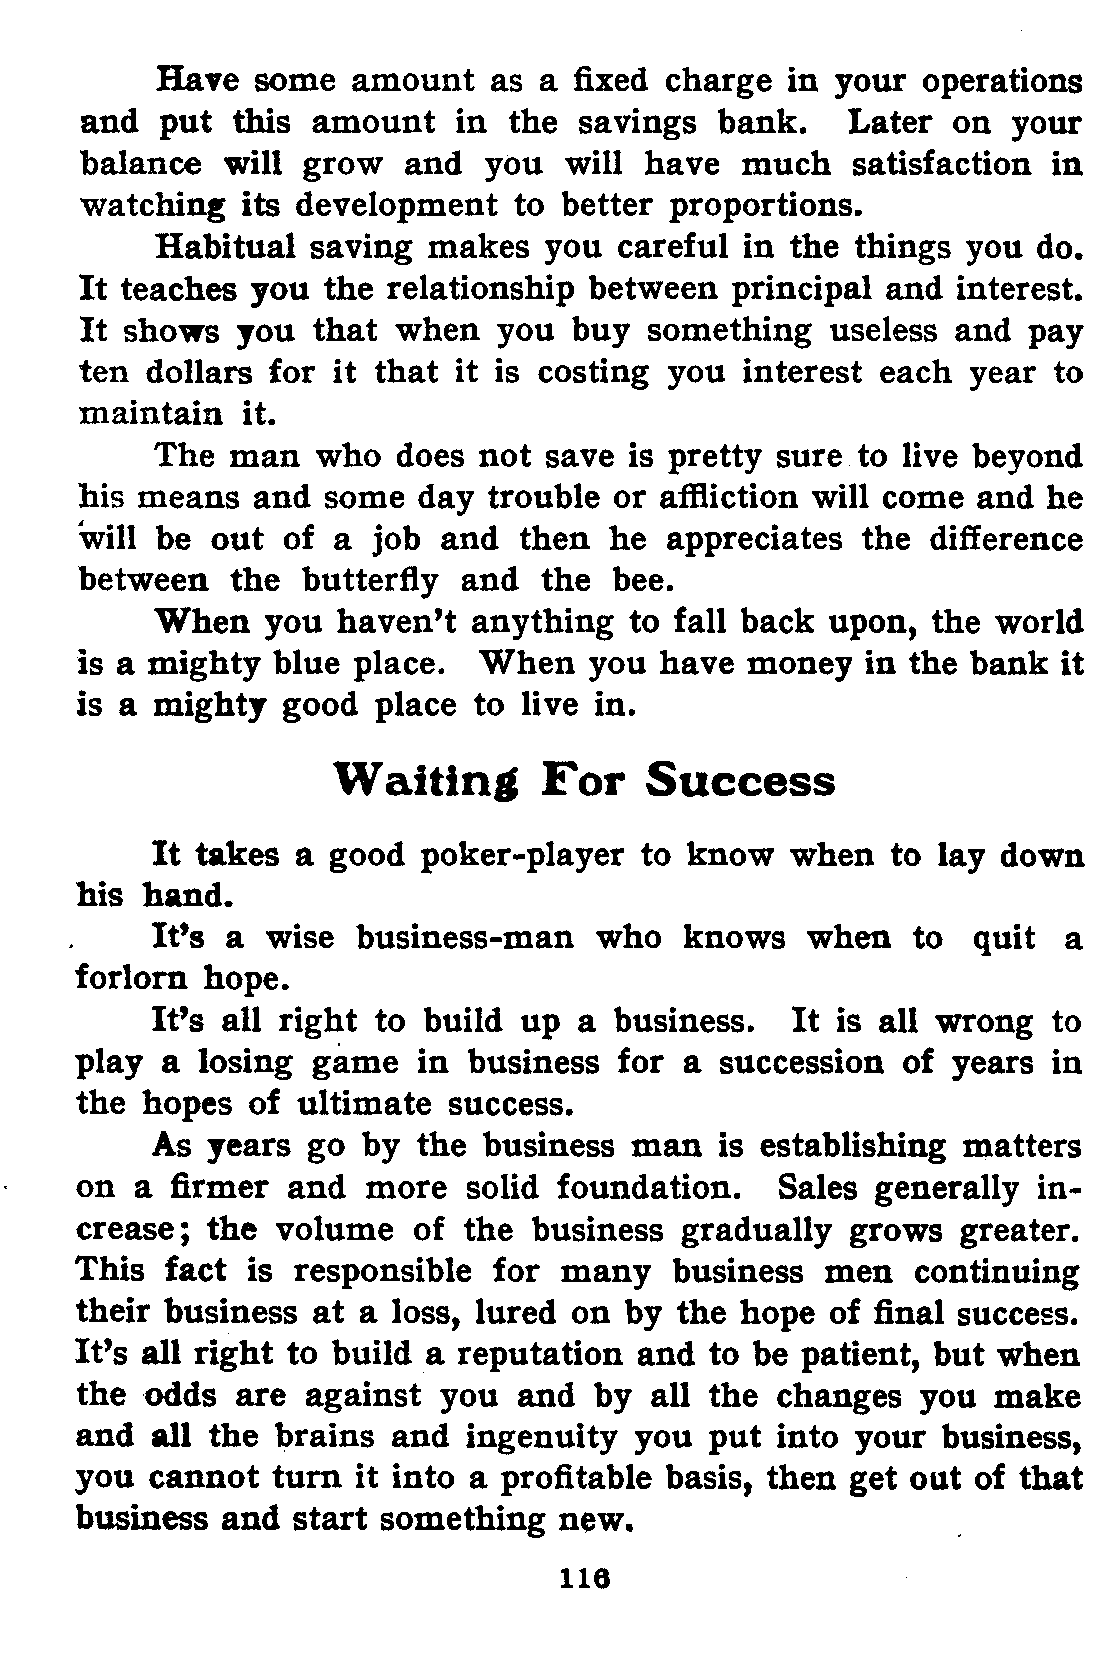 Have some amount as a fixed charge in your operations
and put this amount in the savings bank. Later on your
balance will grow and you will have much satisfaction in
watching its development to better proportions.
Habitual saving makes you careful in the things you do.
It teaches you the relationship between principal and interest.
It shows you that when you buy something useless and pay
ten dollars for it that it is costing you interest each year to
maintain it.
The man who does not save is pretty sure to live beyond
his means and some day trouble or affliction will come and he
will be out of a job and then he appreciates the difference
between the butterfly and the bee.
When you haven't anything to fall back upon, the world
is a mighty blue place. When you have money in the bank it
is a mighty good place to live in.
Waiting For Success
It takes a good poker-player to know when to lay down
his hand.
It's a wise business-man who knows when to quit a
forlorn hope.
It's all right to build up a business. It is all wrong to
play a losing game in business for a succession of years in
the hopes of ultimate success.
As years go by the business man is establishing matters
on a firmer and more solid foundation. Sales generally in-
crease; the volume of the business gradually grows greater.
This fact is responsible for many business men continuing
their business at a loss, lured on by the hope of final success.
It's all right to build a reputation and to be patient, but when
the odds are against you and by all the changes you make
and all the brains and ingenuity you put into your business,
you cannot turn it into a profitable basis, then get out of that
business and start something new.
116